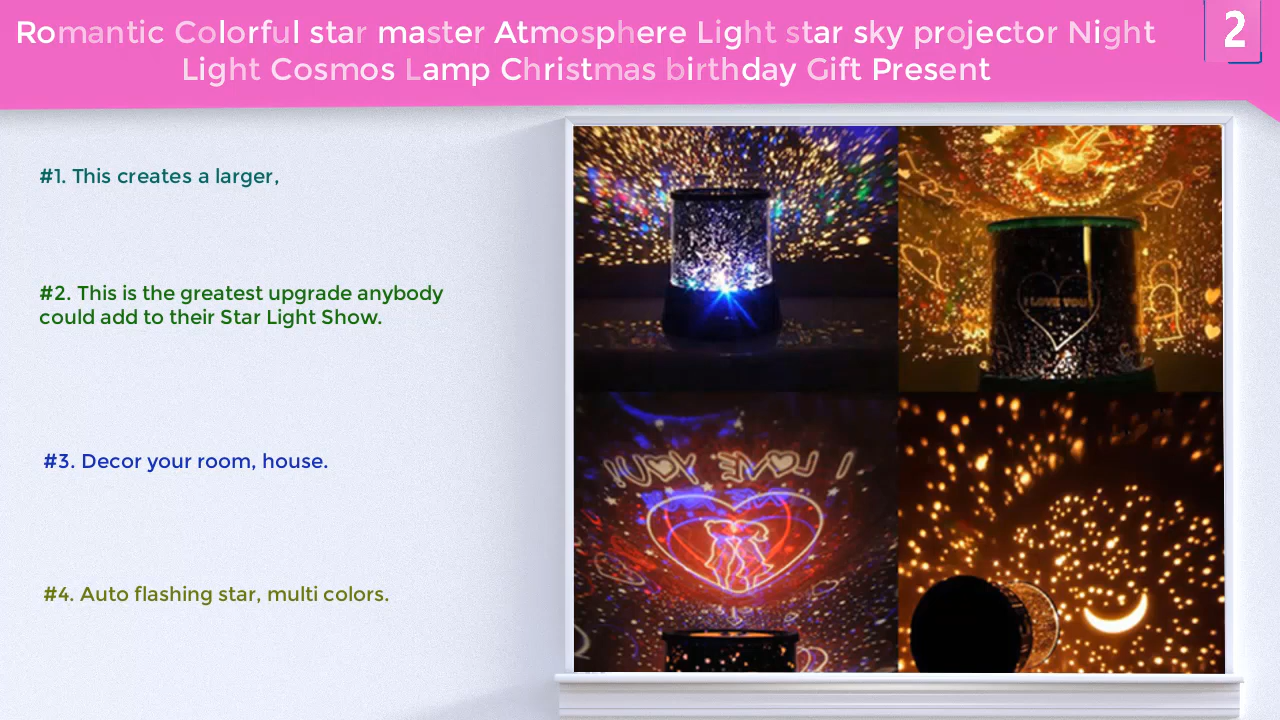 Romantic Colorful star master Atmosphere Light star sky projector Night
Light Cosmos Lamp Christmas birthday Gift Present
2
#1. This creates a larger,
#2. This is the greatest upgrade anybody
could add to their Star Light Show.
#3. Decor your room, house.
#4. Auto flashing star, multi colors.
I LOVE YOU
I LOVE YOU!